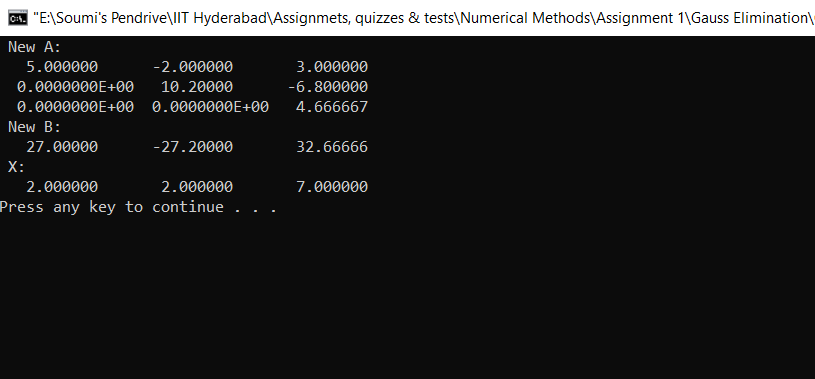 "E:\Soumi's Pendrive\IIT Hyderabad\Assignmets, quizzes & tests\Numerical Methods\Assignment 1\Gauss Elimination\
New A:
5.000000 -2.000000 3.000000
0.0000000E+00 10.20000 -6.800000
0.0000000E+00 0.0000000E+00 4.666667
New B:
27.00000 -27.20000 32.66666
X:
2.000000 2.000000 7.000000
Press any key to continue . . .